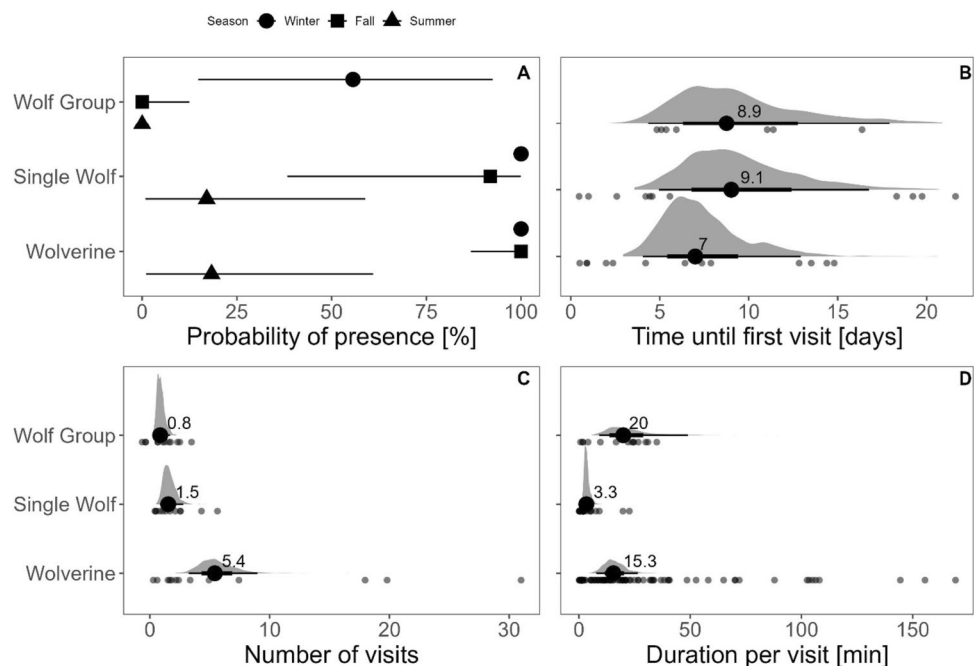 Season Winter Fall Summer
A
Wolf Group
Single Wolf
Wolverine
0 25 50 75 100
Probability of presence [%]
B
8.9
9.1
7
0 5 10 15 20
Time until first visit [days]
C
Wolf Group
0.8
Single Wolf
1.5
Wolverine
5.4
0 10 20 30
Number of visits
D
20
3.3
15.3
0 50 100 150
Duration per visit [min]